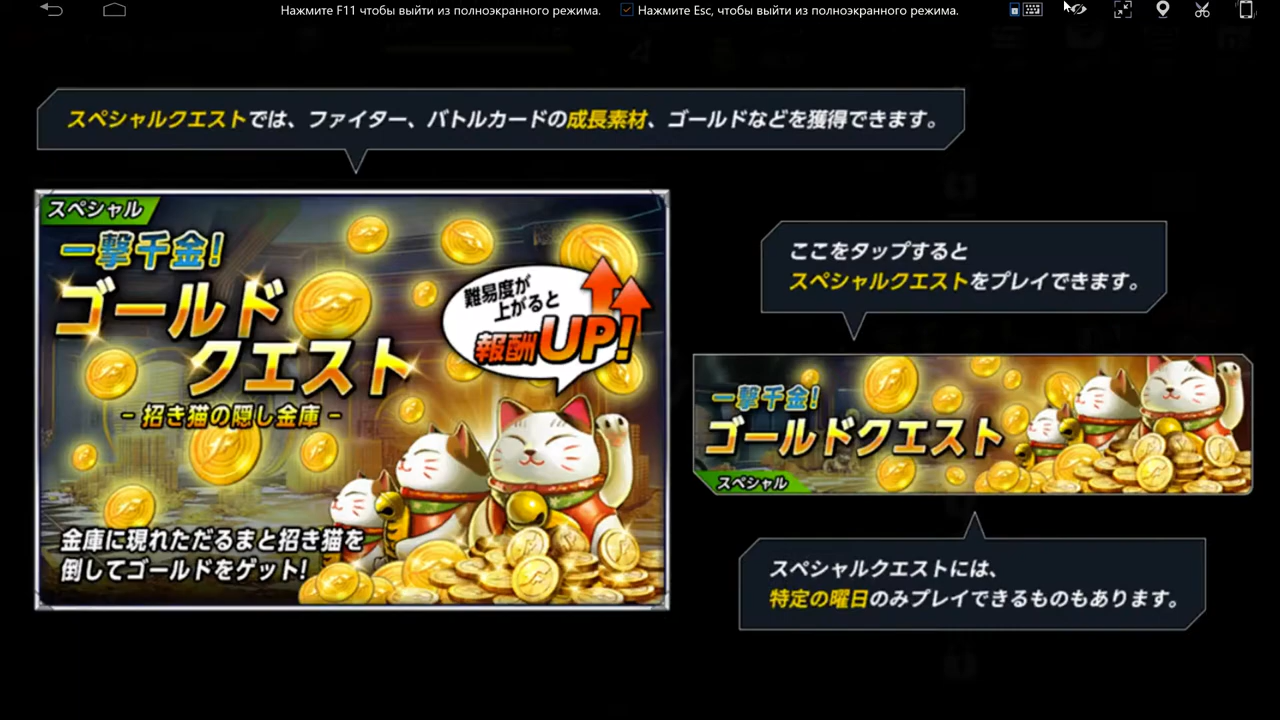 Нажмите F11 чтобы выйти из полноэкранного режима.
Нажмите Esc, чтобы выйти из полноэкранного режима.
スペシャルクエストでは、ファイター、バトルカードの成長素材、ゴールドなどを獲得できます。
スペシャル
一撃千金!
ゴールド
クエスト
－招き猫の隠し金庫－
難易度が
上がると
報酬UP!
金庫に現れただるまと招き猫を
倒してゴールドをゲット!
ここをタップすると
スペシャルクエストをプレイできます。
一撃千金!
ゴールドクエスト
スペシャル
スペシャルクエストには、
特定の曜日のみプレイできるものもあります。